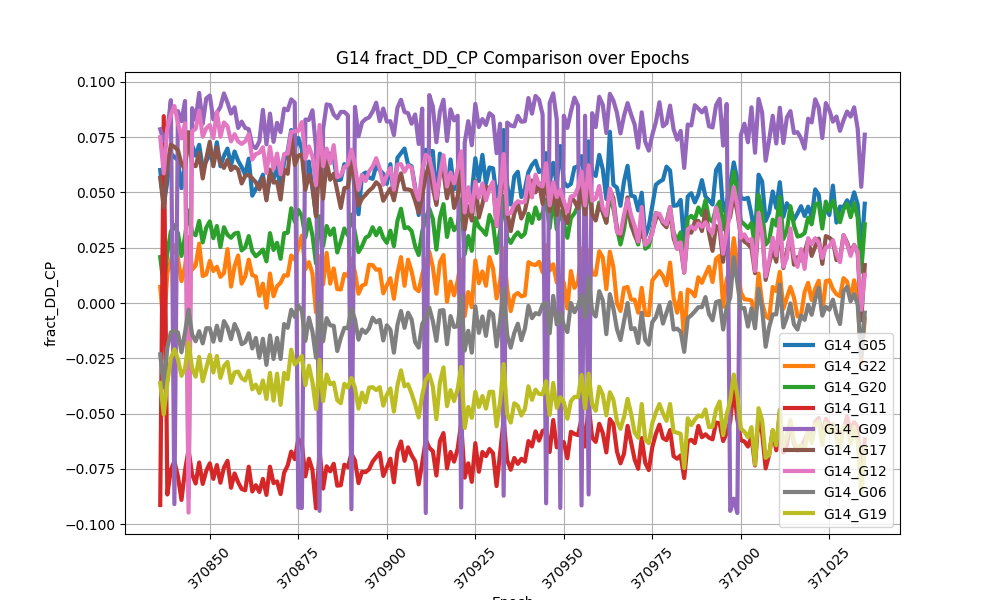 G14 fract_DD_CP Comparison over Epochs
fract_DD_CP
0.100
0.075
0.050
0.025
0.000
−0.025
−0.050
−0.075
−0.100
370850
370875
370900
370925
370950
370975
371000
371025
Epoch
G14_G05
G14_G22
G14_G20
G14_G11
G14_G09
G14_G17
G14_G12
G14_G06
G14_G19